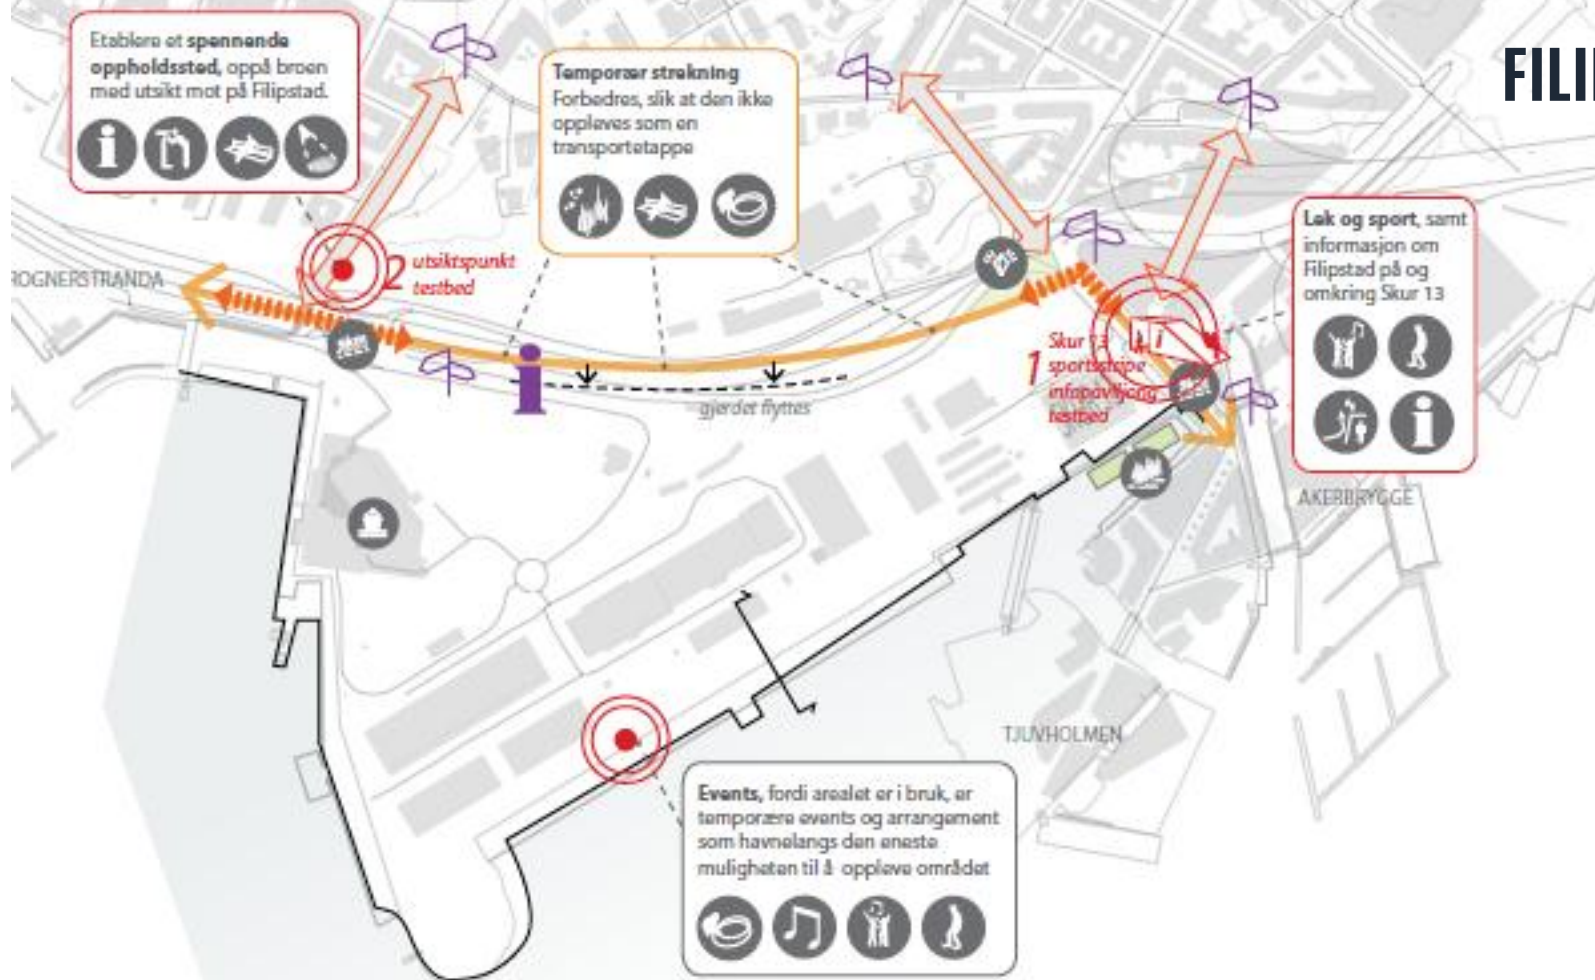 FILI
Etablere et spennende
oppholdssted, oppå broen
med utsikt mot på Filipstad.
Temporær strekning
Forbedres, slik at den ikke
oppleves som en
transportetappe
Lek og sport, samt
informasjon om
Filipstad på og
omkring Skur 13
ROGNERSTRANDA
2 utsiktspunkt
testbed
1 Skur 13
sportsstripe
infopaviljong
testbed
gjerdet flyttes
AKERBRYGGE
TJUVHOLMEN
Events, fordi arealet er i bruk, er
temporære events og arrangement
som havnelangs den eneste
muligheten til å oppleve området